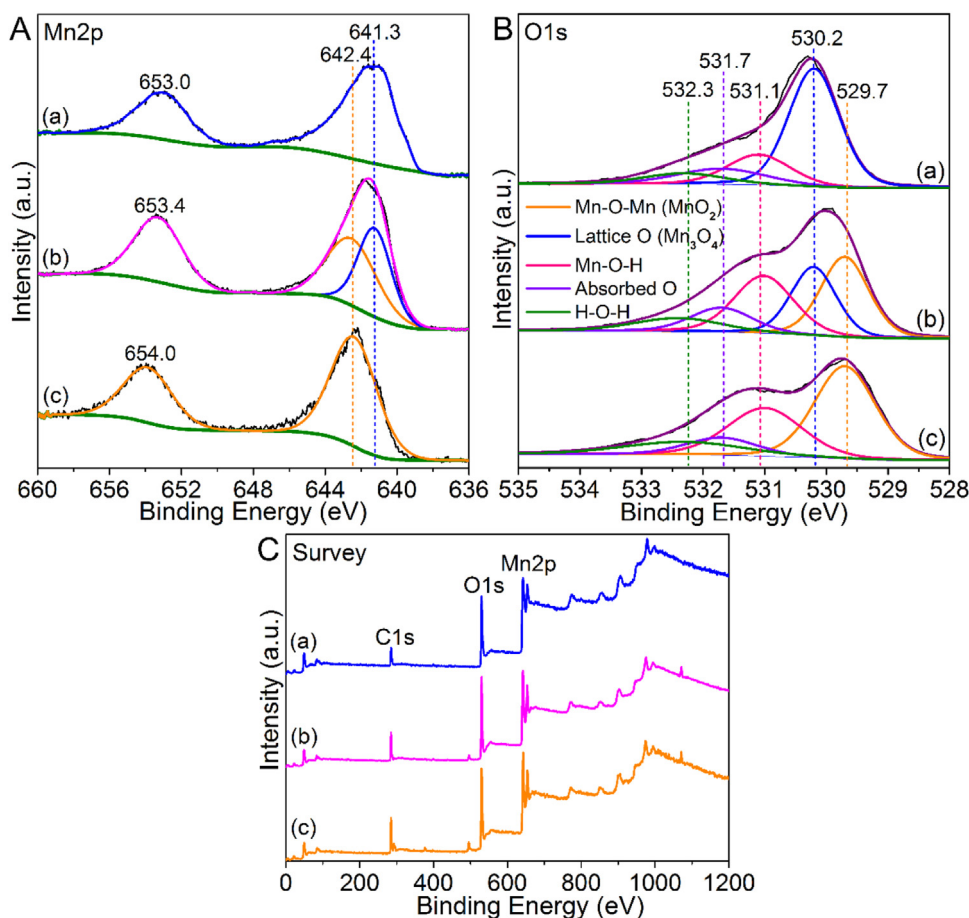 A Mn2p
641.3
642.4
653.0
(a)
653.4
(b)
654.0
(c)
660 656 652 648 644 640 636
Binding Energy (eV)
Intensity (a.u.)
B O1s
530.2
531.7
532.3
531.1
529.7
(a)
Mn-O-Mn (MnO₂)
Lattice O (Mn₃O₄)
Mn-O-H
Absorbed O
H-O-H
(b)
(c)
535 534 533 532 531 530 529 528
Binding Energy (eV)
Intensity (a.u.)
C Survey
Mn2p
O1s
C1s
(a)
(b)
(c)
0 200 400 600 800 1000 1200
Binding Energy (eV)
Intensity (a.u.)